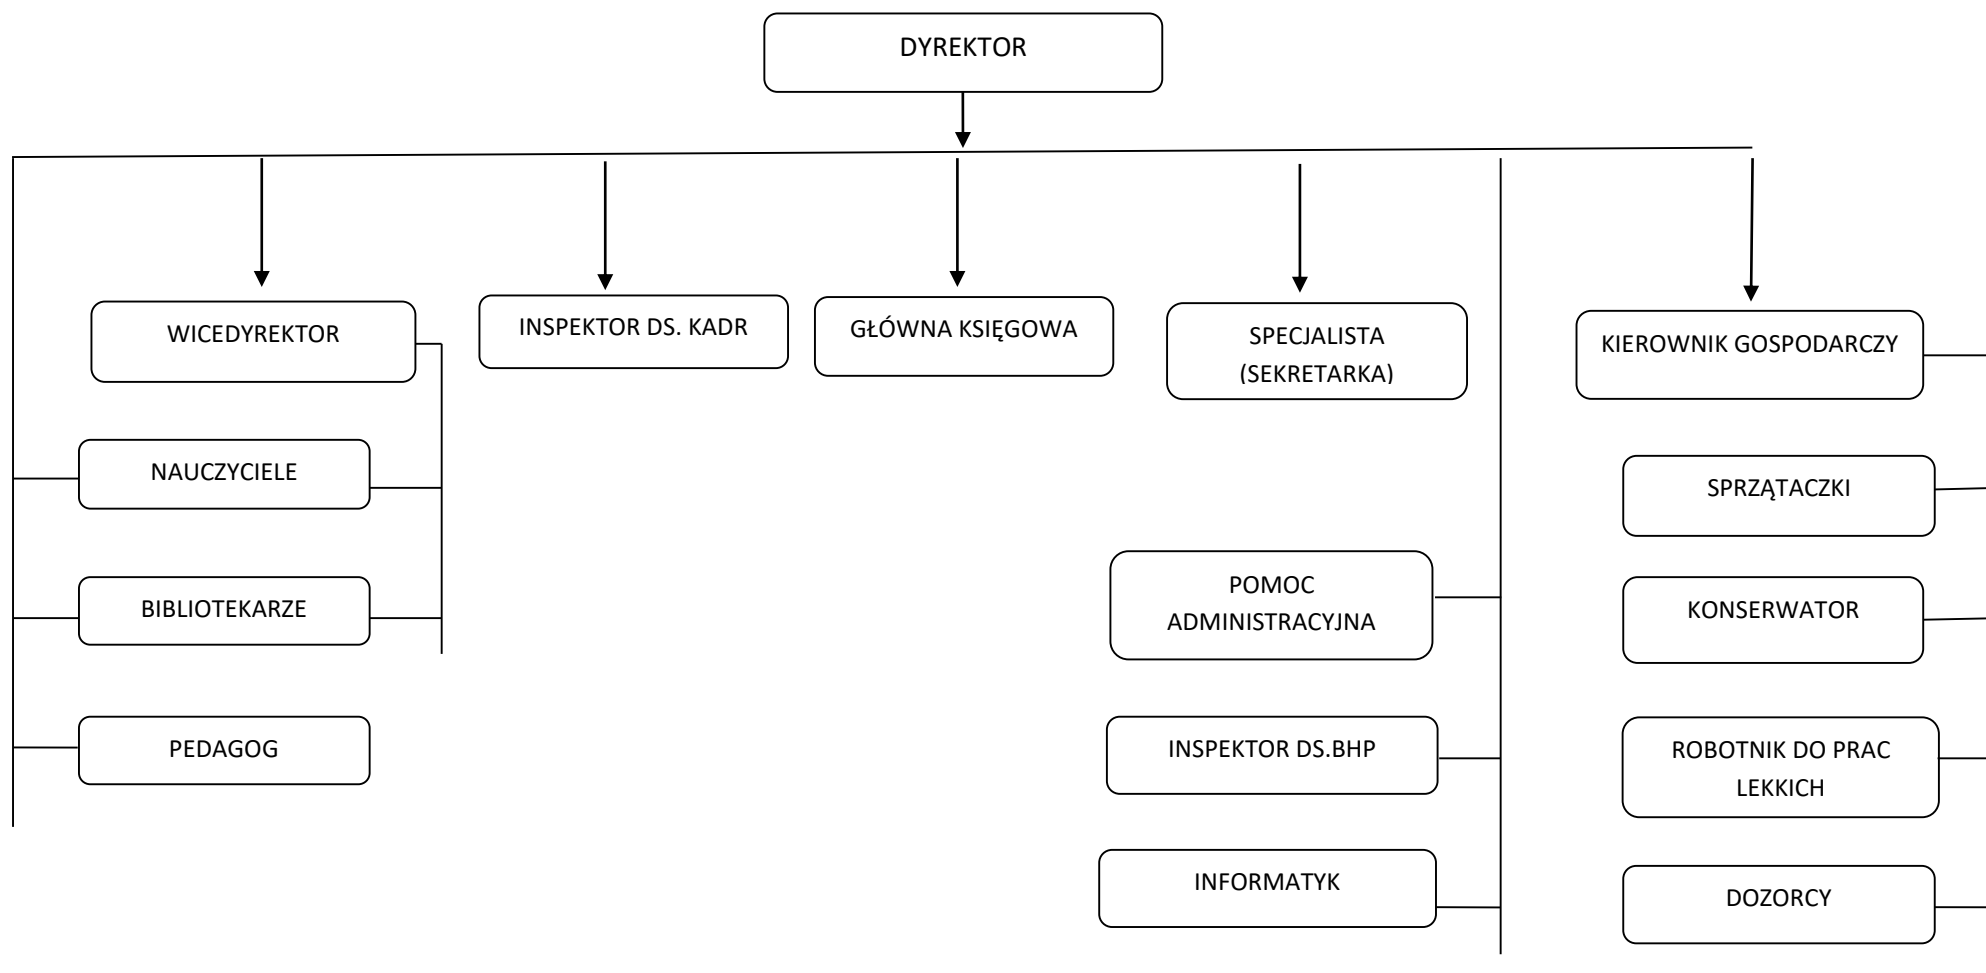 DYREKTOR
WICEDYREKTOR
INSPEKTOR DS. KADR
GŁÓWNA KSIĘGOWA
SPECJALISTA
(SEKRETARKA)
KIEROWNIK GOSPODARCZY
NAUCZYCIELE
SPRZĄTACZKI
POMOC
ADMINISTRACYJNA
BIBLIOTEKARZE
KONSERWATOR
PEDAGOG
INSPEKTOR DS.BHP
ROBOTNIK DO PRAC
LEKKICH
INFORMATYK
DOZORCY